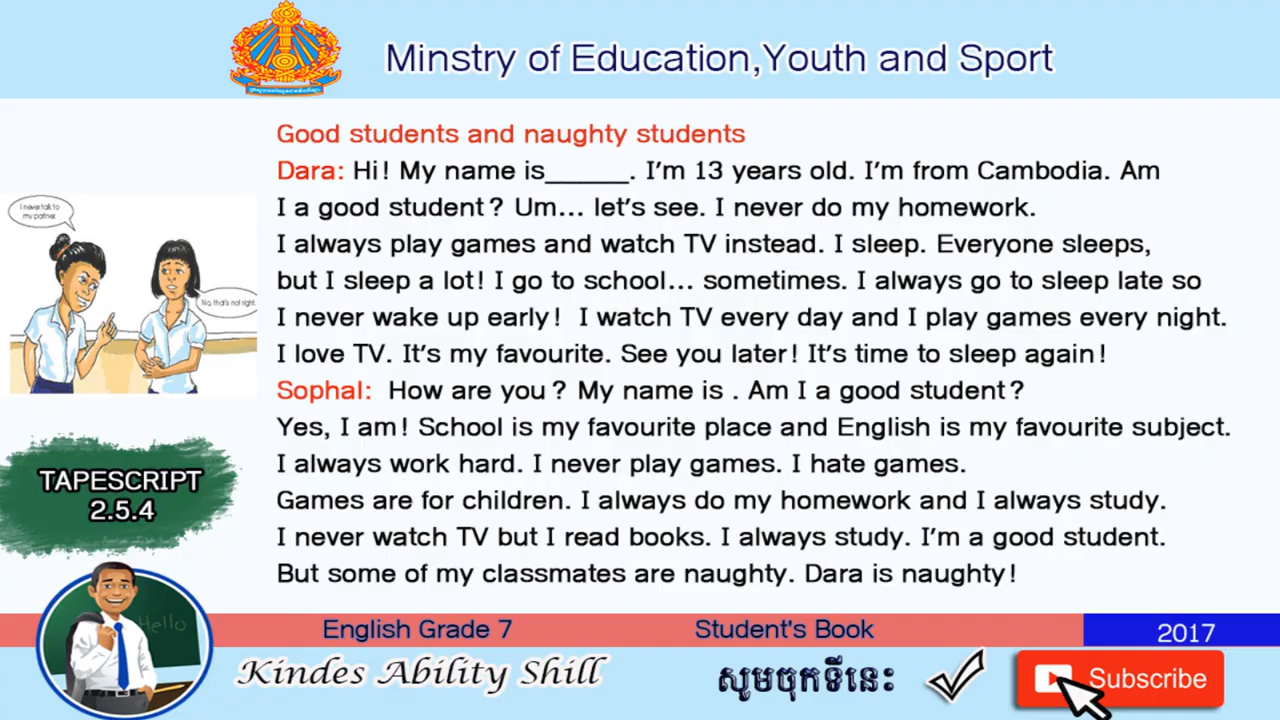 Minstry of Education,Youth and Sport
Good students and naughty students
Dara: Hi! My name is______. I'm 13 years old. I'm from Cambodia. Am
I a good student? Um... let's see. I never do my homework.
I always play games and watch TV instead. I sleep. Everyone sleeps,
but I sleep a lot! I go to school... sometimes. I always go to sleep late so
I never wake up early! I watch TV every day and I play games every night.
I love TV. It's my favourite. See you later! It's time to sleep again!
Sophal: How are you? My name is . Am I a good student?
Yes, I am! School is my favourite place and English is my favourite subject.
I always work hard. I never play games. I hate games.
Games are for children. I always do my homework and I always study.
I never watch TV but I read books. I always study. I'm a good student.
But some of my classmates are naughty. Dara is naughty!
I never talk to
my partner.
No, that's not right.
TAPESCRIPT
2.5.4
Hello
English Grade 7
Student's Book
2017
Kindes Ability Shill
សូមចុកទីនេះ
Subscribe